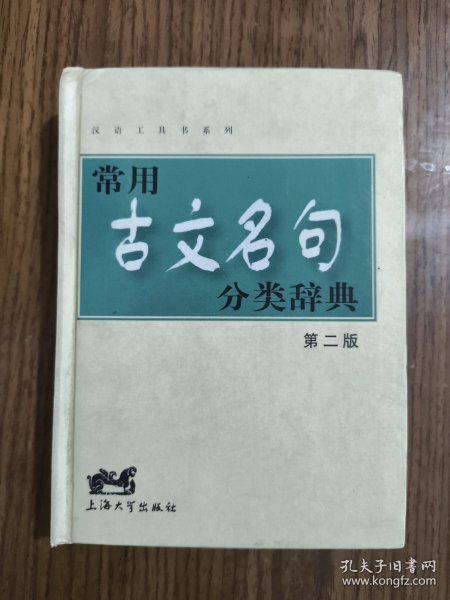 汉语工具书系列
常用
古文名句
分类辞典
第二版
上海大学出版社
孔夫子旧书网
www.kongfz.com